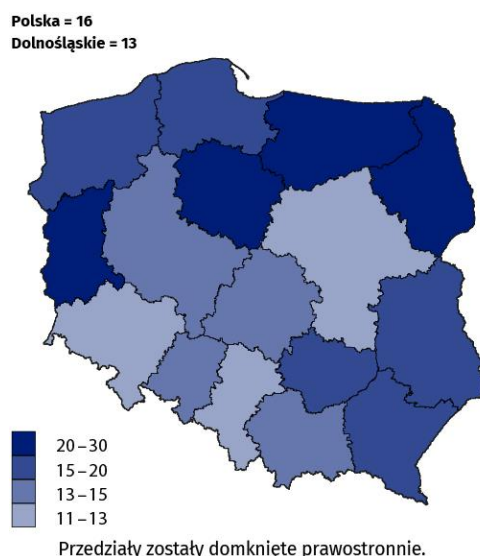 Polska = 16
Dolnośląskie = 13
20–30
15–20
13–15
11–13
Przedziały zostały domknięte prawostronnie.